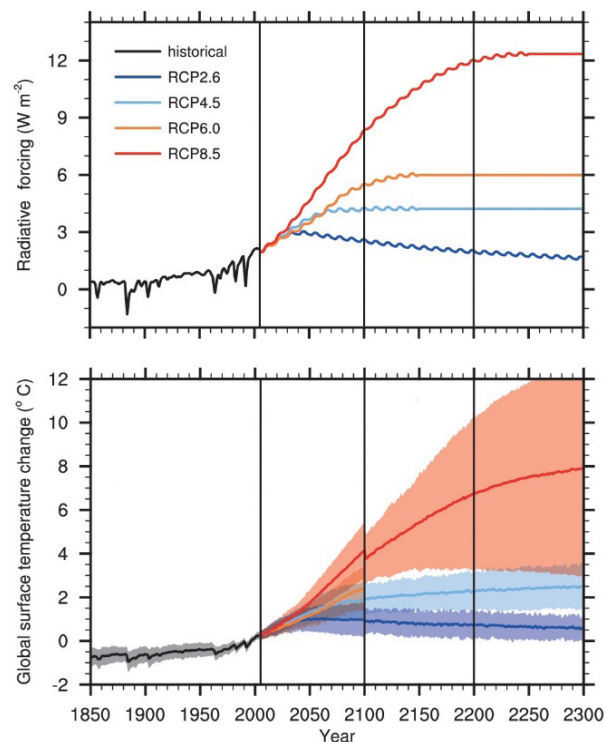 12
9
6
3
0
Radiative forcing (W m-2)
historical
RCP2.6
RCP4.5
RCP6.0
RCP8.5
12
10
8
6
4
2
0
-2
Global surface temperature change (° C)
1850 1900 1950 2000 2050 2100 2150 2200 2250 2300
Year